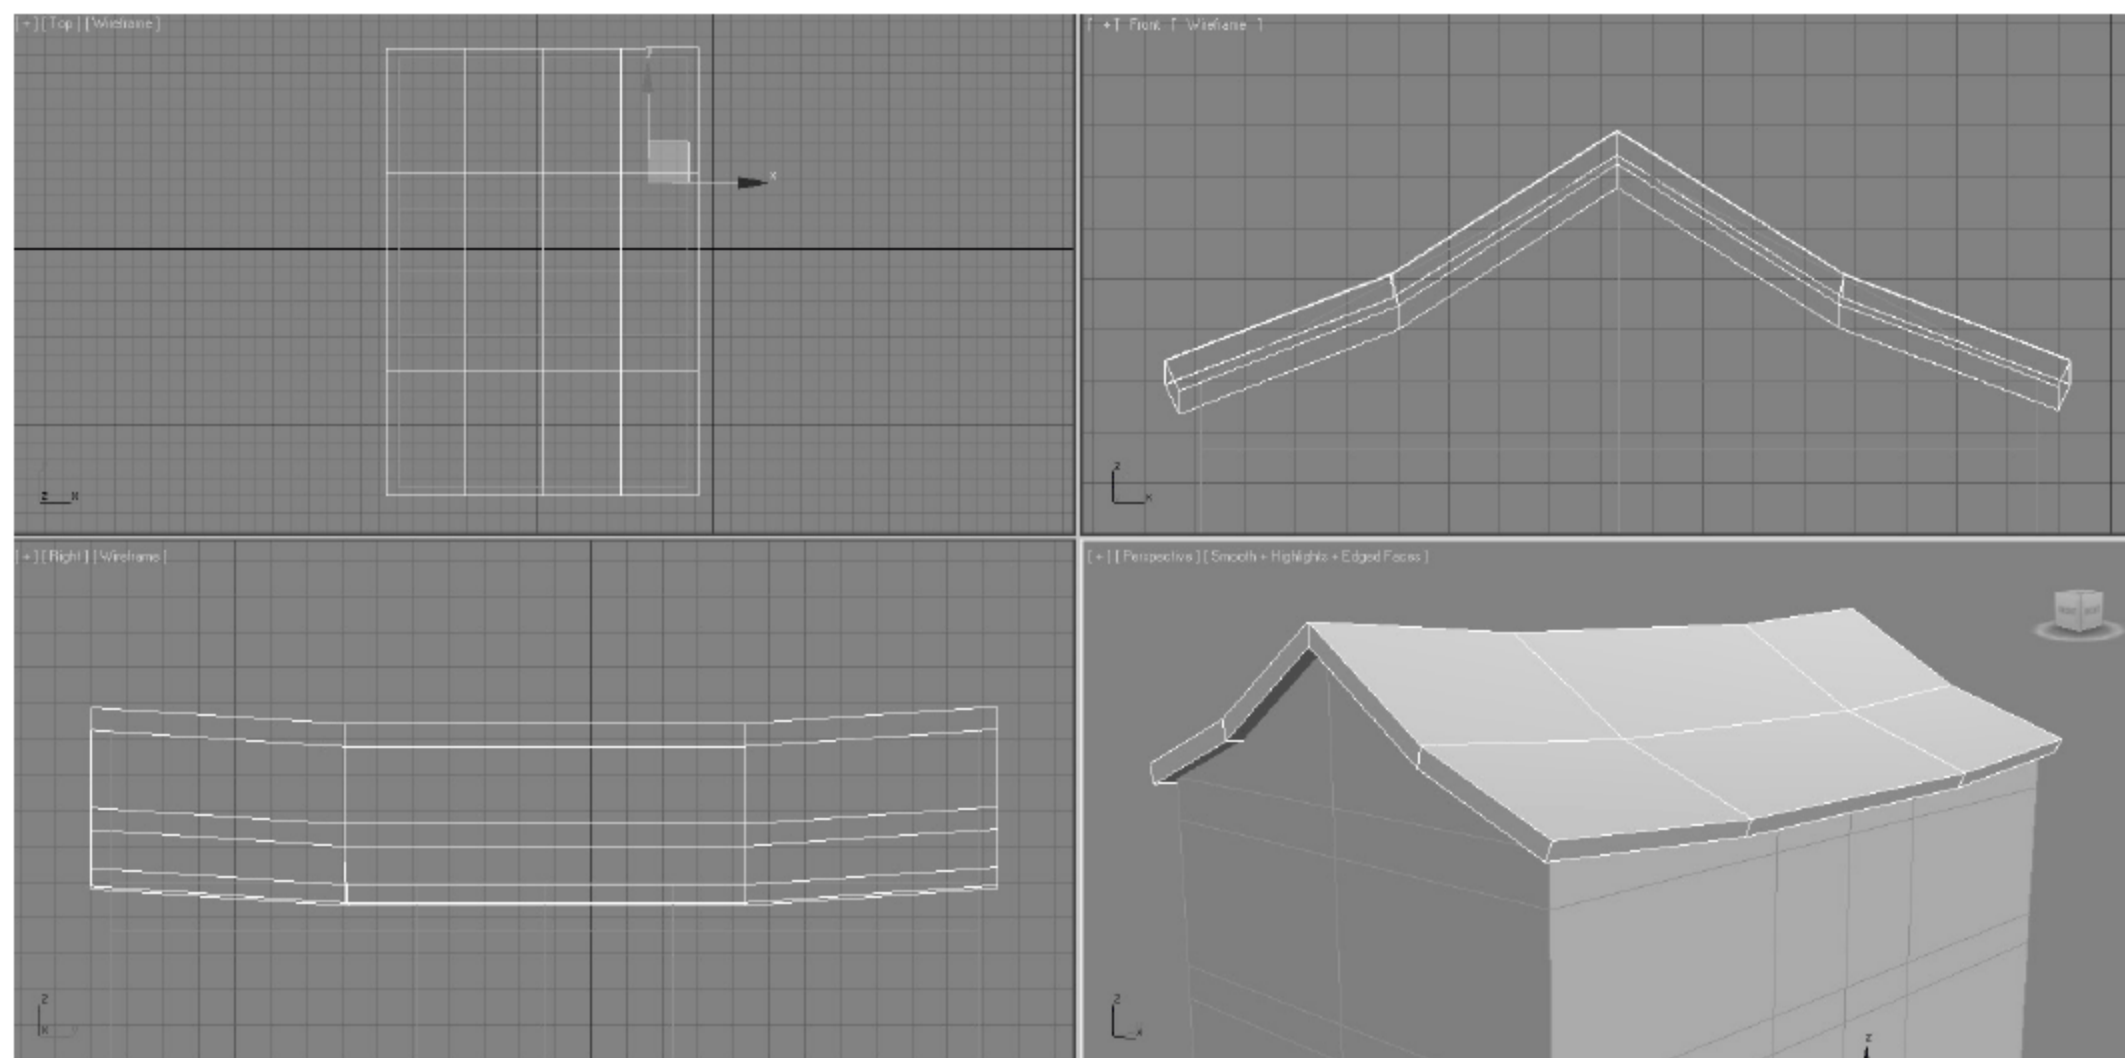 [ + ] [ Top ] [ Wireframe ]
[ + ] [ Front ] [ Wireframe ]
x
z x
z
x
[ + ] [ Right ] [ Wireframe ]
[ + ] [ Perspective ] [ Smooth + Highlights + Edged Faces ]
z
x y
z
x
z